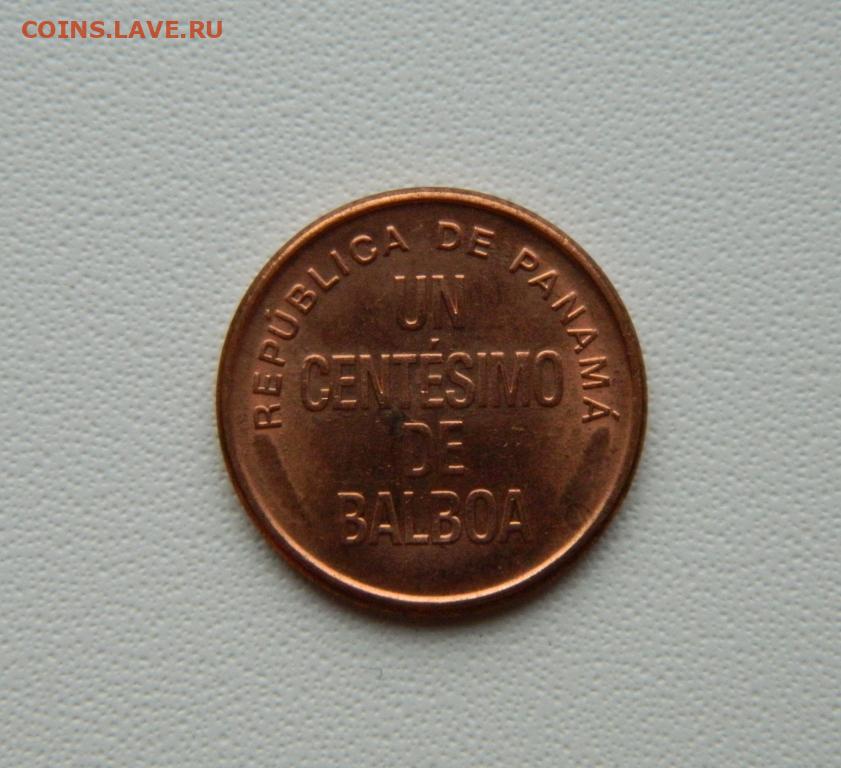 COINS.LAVE.RU
REPÚBLICA DE PANAMÁ
UN
CENTÉSIMO
DE
BALBOA